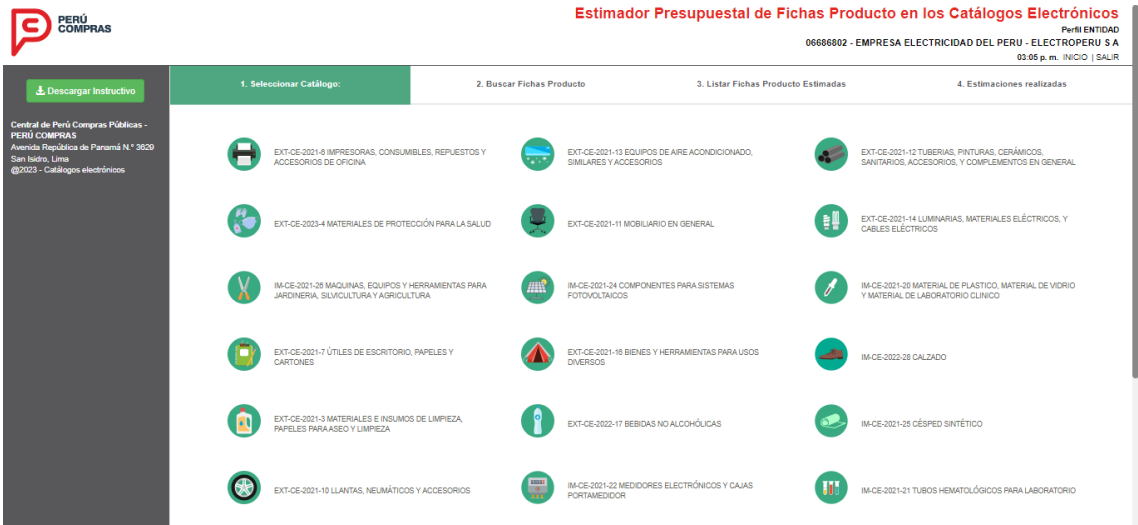 PERÚ
COMPRAS
Estimador Presupuestal de Fichas Producto en los Catálogos Electrónicos
Perfil ENTIDAD
06686802 - EMPRESA ELECTRICIDAD DEL PERU - ELECTROPERU S A
03:05 p. m. INICIO | SALIR
Descargar Instructivo
Central de Perú Compras Públicas -
PERÚ COMPRAS
Avenida República de Panamá N.° 3629
San Isidro, Lima
@2023 - Catálogos electrónicos
1. Seleccionar Catálogo:
2. Buscar Fichas Producto
3. Listar Fichas Producto Estimadas
4. Estimaciones realizadas
EXT-CE-2021-6 IMPRESORAS, CONSUMIBLES, REPUESTOS Y
ACCESORIOS DE OFICINA
EXT-CE-2021-13 EQUIPOS DE AIRE ACONDICIONADO,
SIMILARES Y ACCESORIOS
EXT-CE-2021-12 TUBERIAS, PINTURAS, CERÁMICOS,
SANITARIOS, ACCESORIOS, Y COMPLEMENTOS EN GENERAL
EXT-CE-2023-4 MATERIALES DE PROTECCIÓN PARA LA SALUD
EXT-CE-2021-11 MOBILIARIO EN GENERAL
EXT-CE-2021-14 LUMINARIAS, MATERIALES ELÉCTRICOS, Y
CABLES ELÉCTRICOS
IM-CE-2021-26 MAQUINAS, EQUIPOS Y HERRAMIENTAS PARA
JARDINERIA, SILVICULTURA Y AGRICULTURA
IM-CE-2021-24 COMPONENTES PARA SISTEMAS
FOTOVOLTAICOS
IM-CE-2021-20 MATERIAL DE PLASTICO, MATERIAL DE VIDRIO
Y MATERIAL DE LABORATORIO CLINICO
EXT-CE-2021-7 ÚTILES DE ESCRITORIO, PAPELES Y
CARTONES
EXT-CE-2021-16 BIENES Y HERRAMIENTAS PARA USOS
DIVERSOS
IM-CE-2022-28 CALZADO
EXT-CE-2021-3 MATERIALES E INSUMOS DE LIMPIEZA,
PAPELES PARA ASEO Y LIMPIEZA
EXT-CE-2022-17 BEBIDAS NO ALCOHÓLICAS
IM-CE-2021-25 CÉSPED SINTÉTICO
EXT-CE-2021-10 LLANTAS, NEUMÁTICOS Y ACCESORIOS
IM-CE-2021-22 MEDIDORES ELECTRÓNICOS Y CAJAS
PORTAMEDIDOR
IM-CE-2021-21 TUBOS HEMATOLÓGICOS PARA LABORATORIO